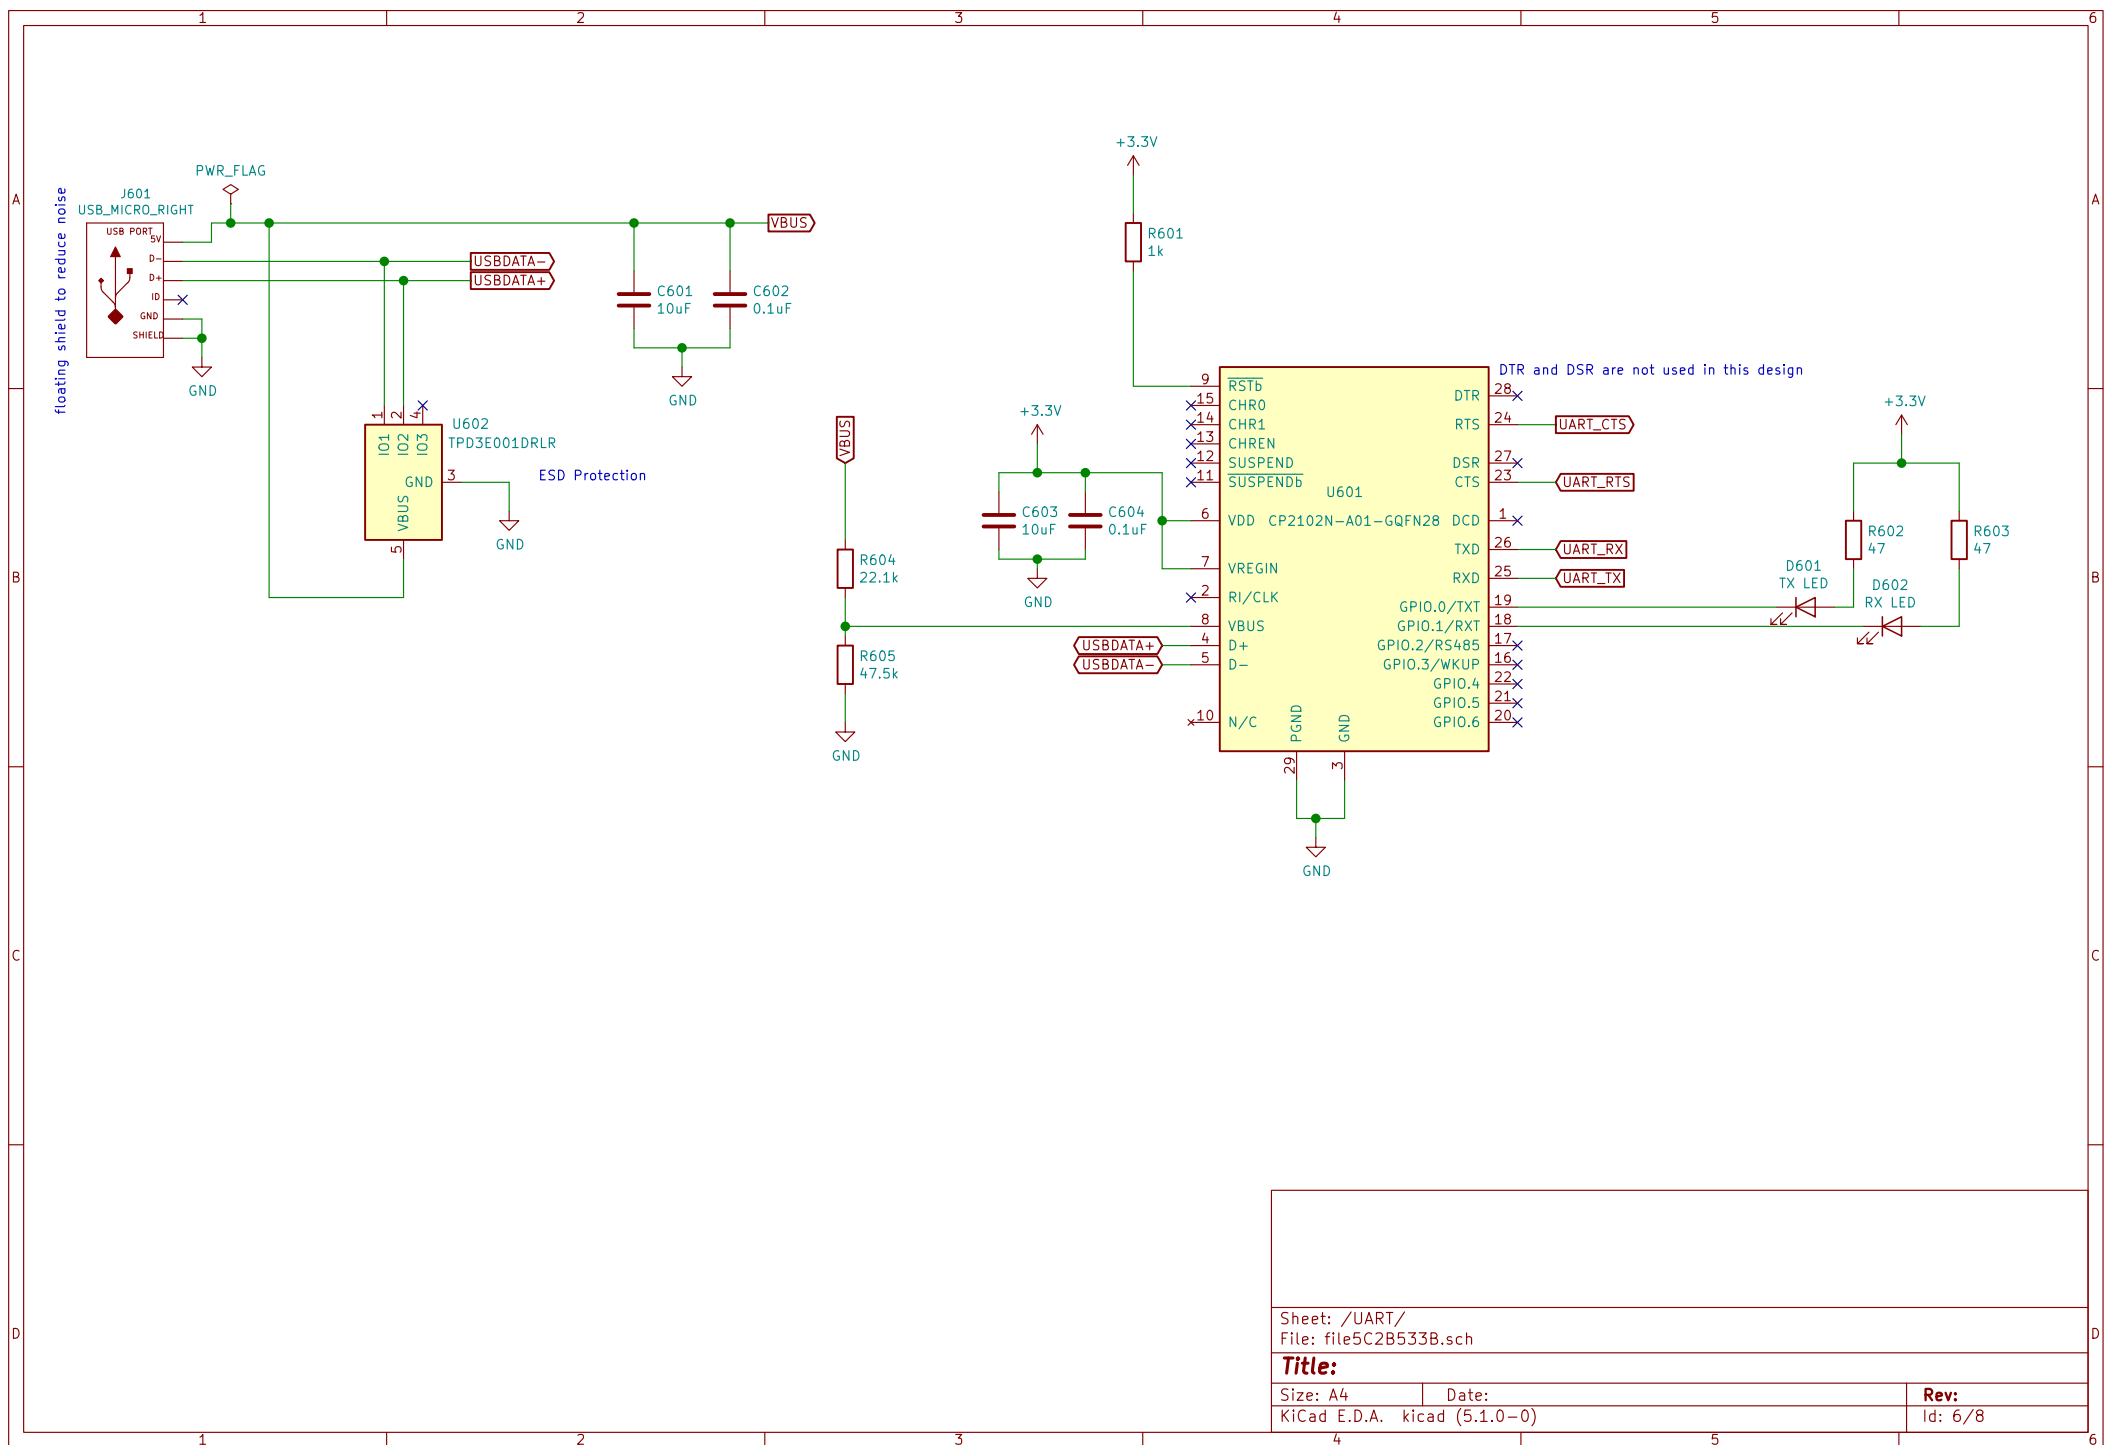 1 2 3 4 5 6
A
B
C
D
floating shield to reduce noise
PWR_FLAG
J601
USB_MICRO_RIGHT
USB PORT
5V
D-
D+
ID
GND
SHIELD
GND
VBUS
USBDATA-
USBDATA+
C601
10uF
C602
0.1uF
GND
1
2
4
IO1
IO2
IO3
U602
TPD3E001DRLR
GND
3
VBUS
5
ESD Protection
GND
VBUS
R604
22.1k
R605
47.5k
GND
+3.3V
R601
1k
+3.3V
C603
10uF
C604
0.1uF
GND
USBDATA+
USBDATA-
9 RSTb
15 CHR0
14 CHR1
13 CHREN
12 SUSPEND
11 SUSPENDb
6 VDD
7 VREGIN
2 RI/CLK
8 VBUS
4 D+
5 D-
10 N/C
U601
CP2102N-A01-GQFN28
PGND
GND
29
3
GND
DTR and DSR are not used in this design
DTR 28
RTS 24
DSR 27
CTS 23
DCD 1
TXD 26
RXD 25
GPIO.0/TXT 19
GPIO.1/RXT 18
GPIO.2/RS485 17
GPIO.3/WKUP 16
GPIO.4 22
GPIO.5 21
GPIO.6 20
UART_CTS
UART_RTS
UART_RX
UART_TX
+3.3V
R602
47
R603
47
D601
TX LED
D602
RX LED
A
B
C
D
Sheet: /UART/
File: file5C2B533B.sch
Title:
Size: A4 Date: Rev:
KiCad E.D.A. kicad (5.1.0-0) Id: 6/8
1 2 3 4 5 6